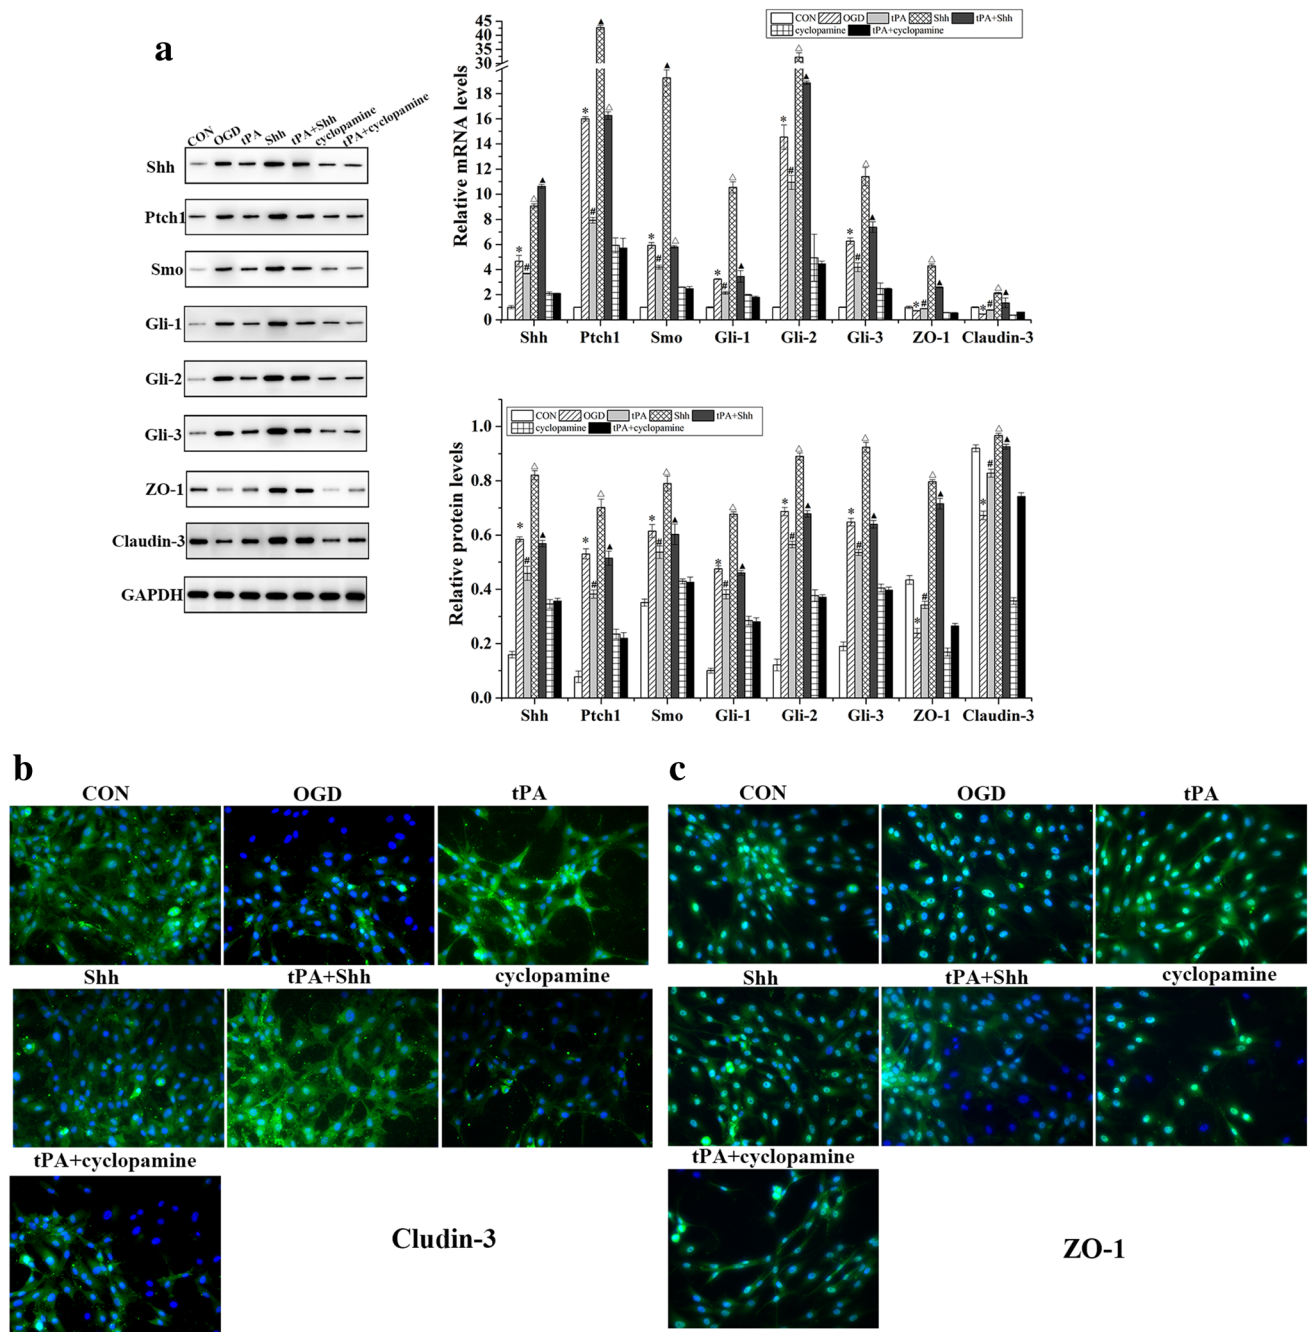 a
CON OGD tPA Shh tPA+Shh cyclopamine tPA+cyclopamine
Shh
Ptch1
Smo
Gli-1
Gli-2
Gli-3
ZO-1
Claudin-3
GAPDH
CON OGD tPA Shh tPA+Shh
cyclopamine tPA+cyclopamine
Relative mRNA levels
45
40
35
30
18
16
14
12
10
8
6
4
2
0
* # △ ▲
Shh Ptch1 Smo Gli-1 Gli-2 Gli-3 ZO-1 Claudin-3
CON OGD tPA Shh tPA+Shh
cyclopamine tPA+cyclopamine
Relative protein levels
1.0
0.8
0.6
0.4
0.2
0.0
Shh Ptch1 Smo Gli-1 Gli-2 Gli-3 ZO-1 Claudin-3
b
CON OGD tPA
Shh tPA+Shh cyclopamine
tPA+cyclopamine
Cludin-3
c
CON OGD tPA
Shh tPA+Shh cyclopamine
tPA+cyclopamine
ZO-1